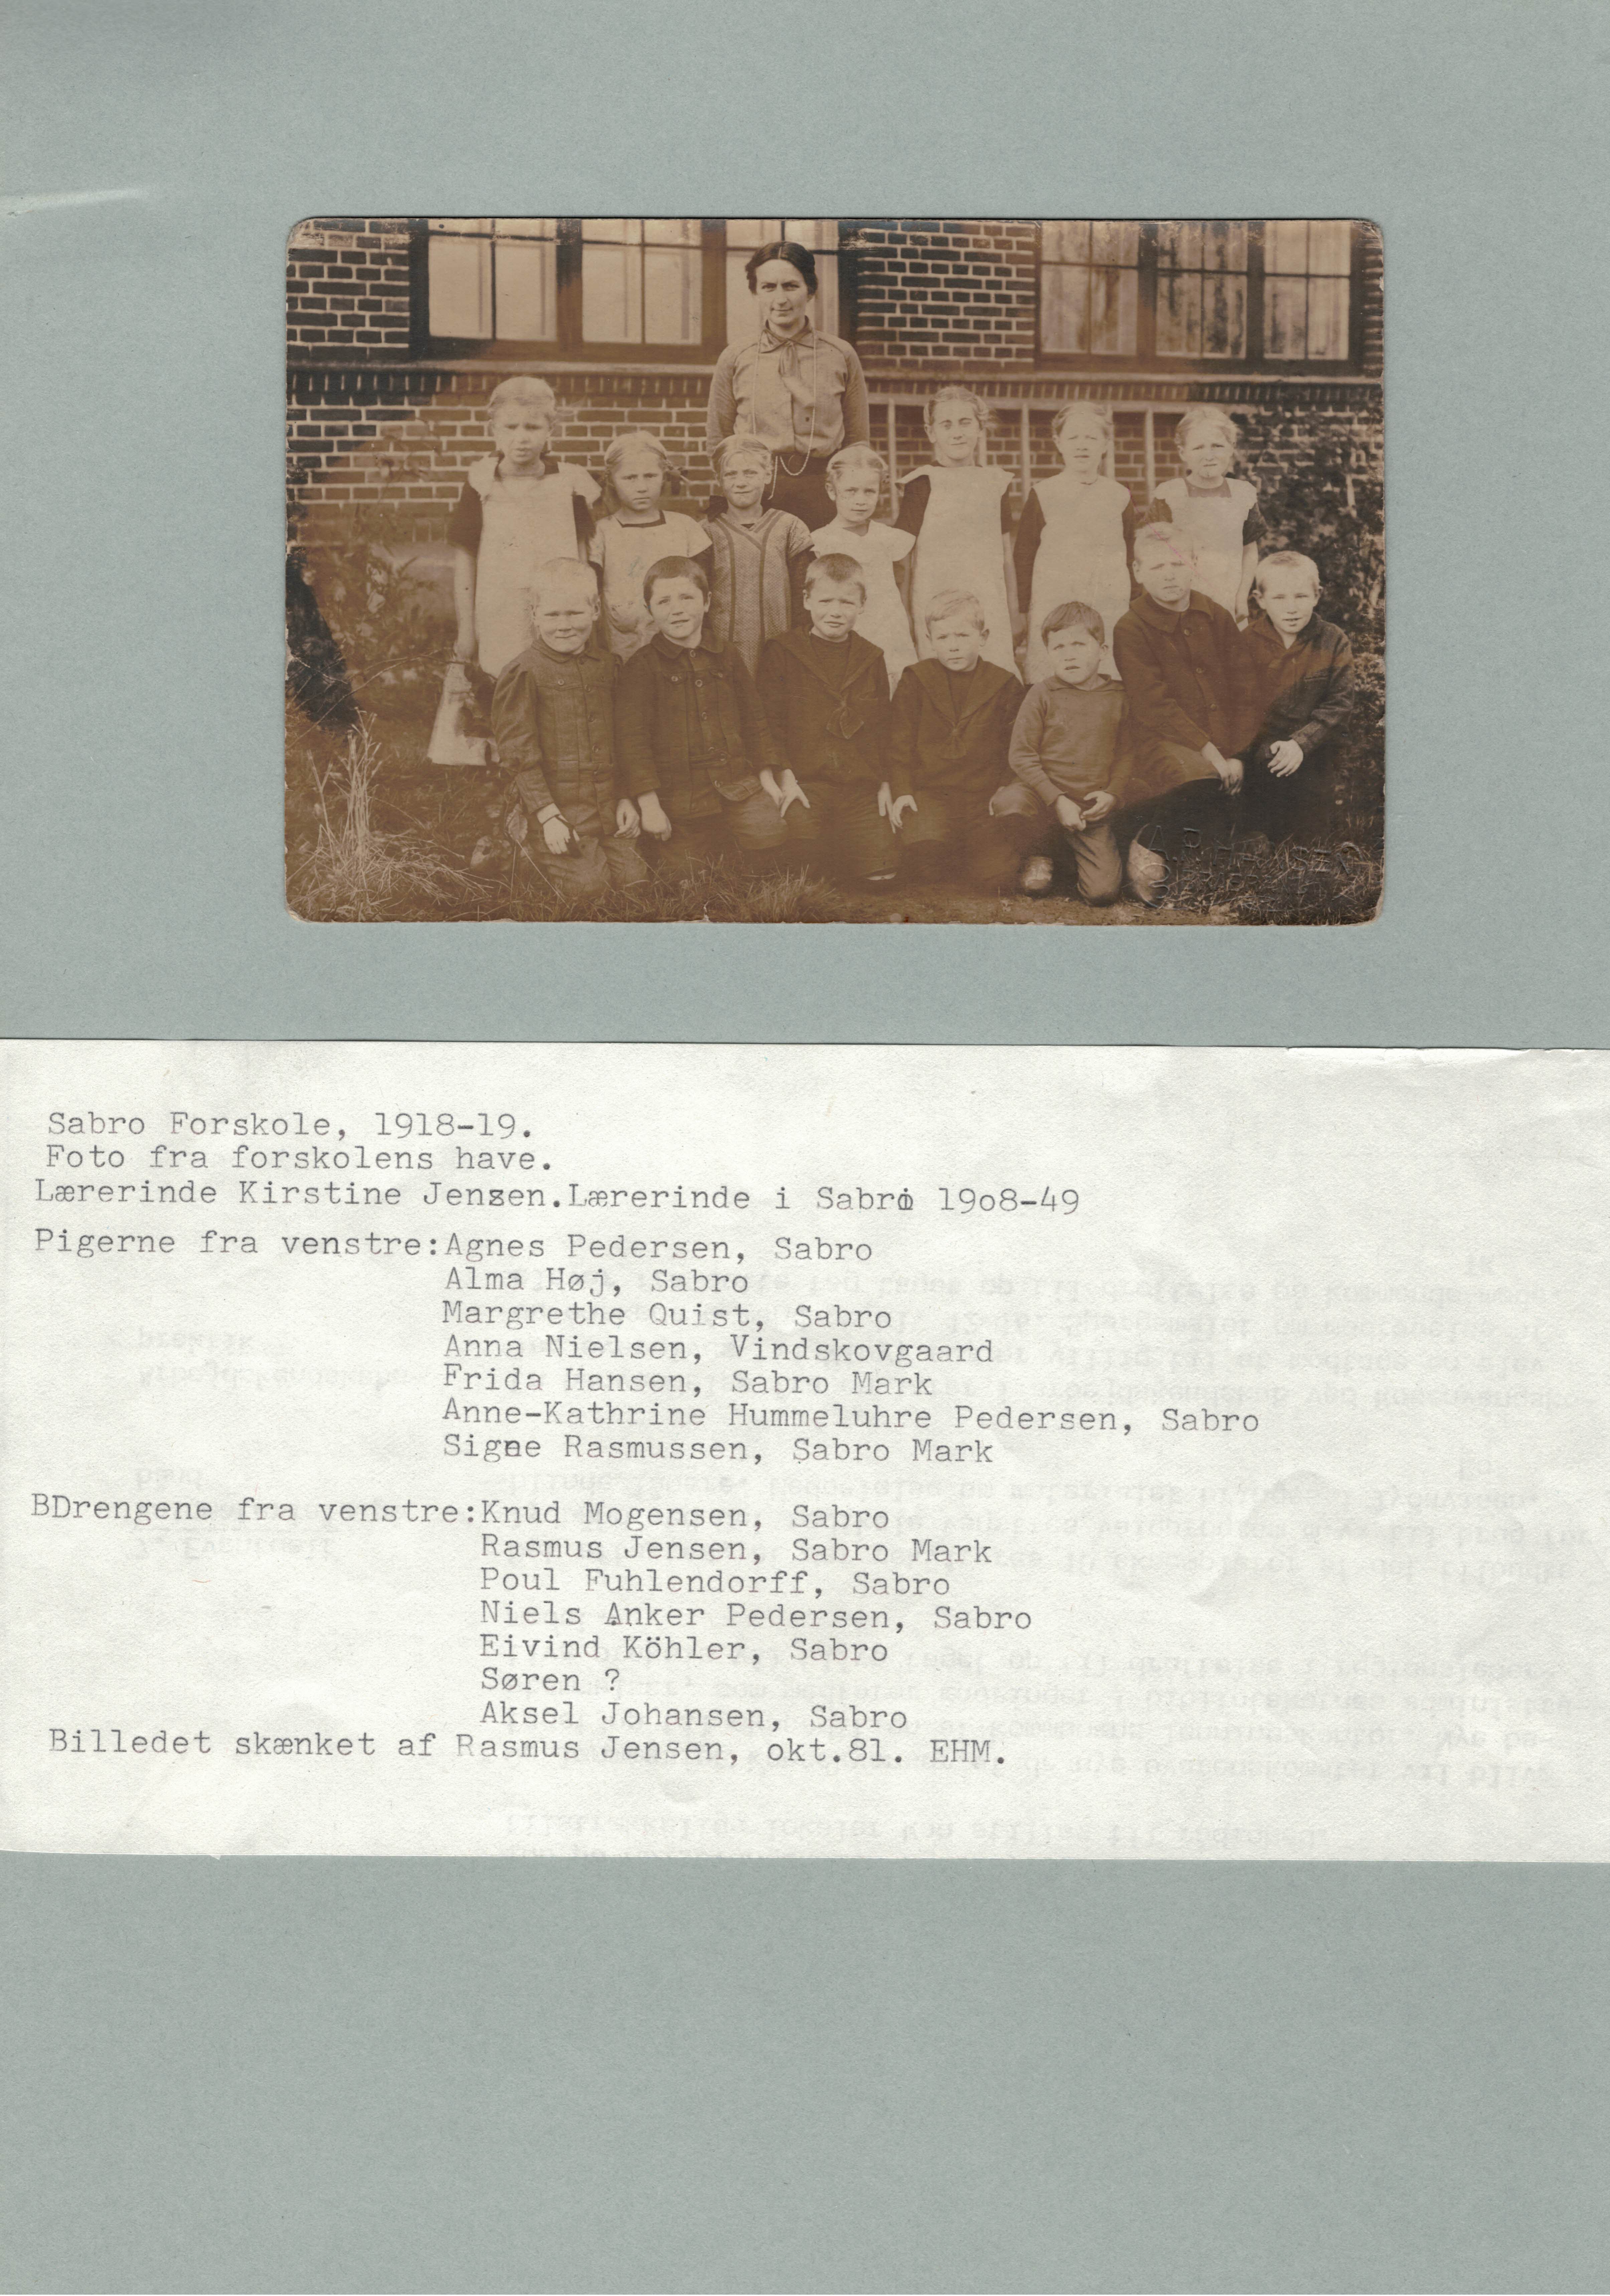 Sabro Forskole, 1918-19.
Foto fra forskolens have.
Lærerinde Kirstine Jensen.Lærerinde i Sabro 19o8-49
Pigerne fra venstre:Agnes Pedersen, Sabro
Alma Høj, Sabro
Margrethe Quist, Sabro
Anna Nielsen, Vindskovgaard
Frida Hansen, Sabro Mark
Anne-Kathrine Hummeluhre Pedersen, Sabro
Signe Rasmussen, Sabro Mark
BDrengene fra venstre:Knud Mogensen, Sabro
Rasmus Jensen, Sabro Mark
Poul Fuhlendorff, Sabro
Niels Anker Pedersen, Sabro
Eivind Köhler, Sabro
Søren ?
Aksel Johansen, Sabro
Billedet skænket af Rasmus Jensen, okt.81. EHM.